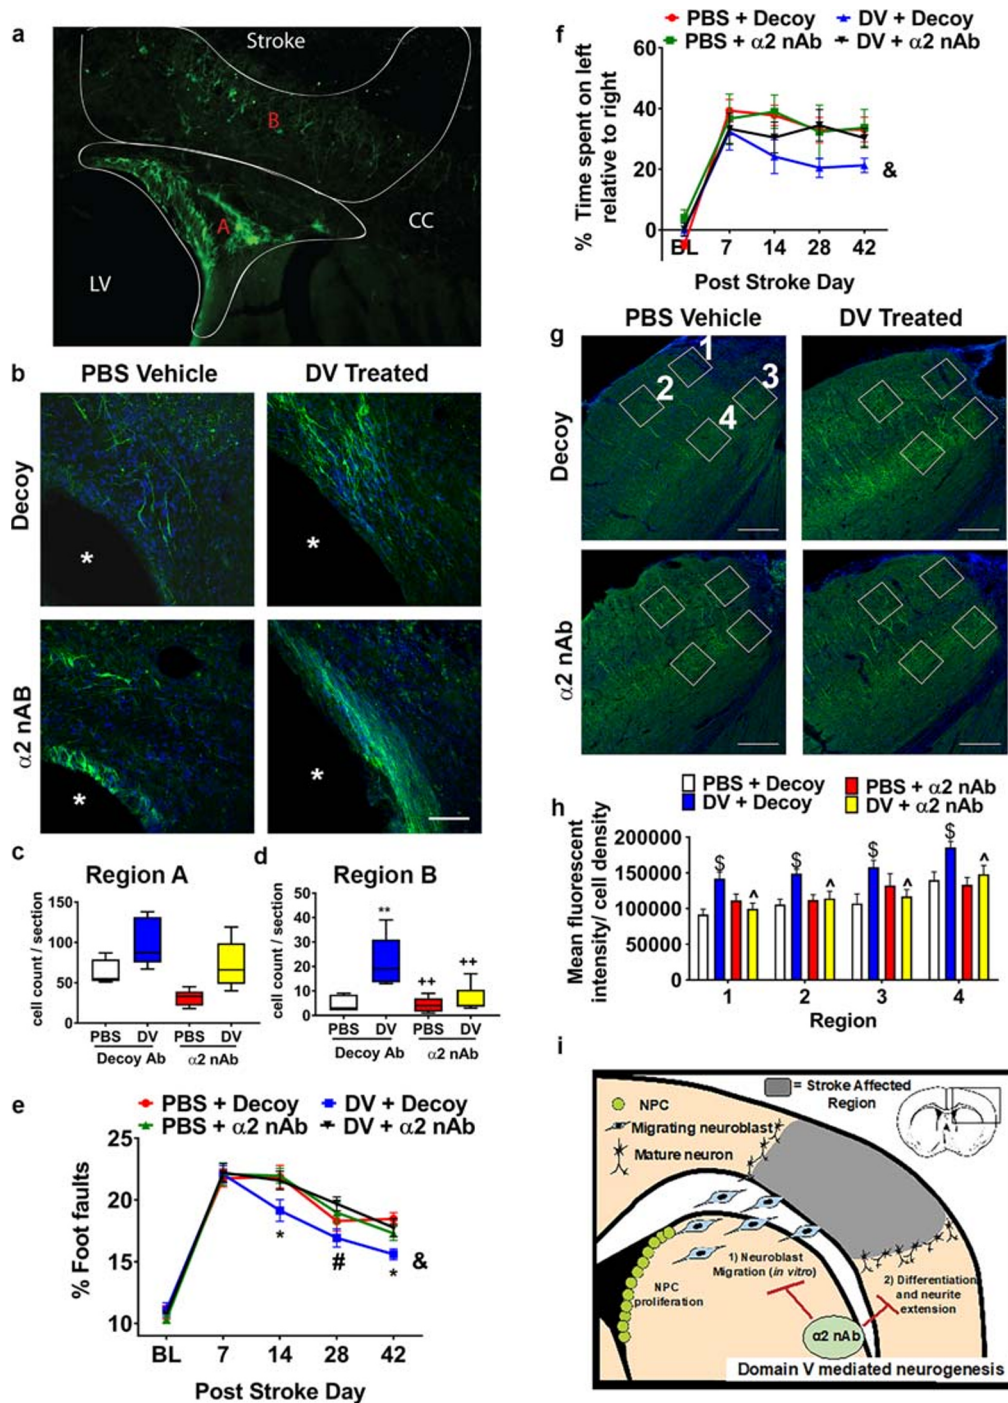 a
Stroke
B
A
CC
LV
b
PBS Vehicle
DV Treated
Decoy
*
*
α2 nAB
*
*
c
Region A
cell count / section
150
100
50
0
PBS
DV
PBS
DV
Decoy Ab
α2 nAb
d
Region B
cell count / section
50
40
30
20
10
0
**
++
++
PBS
DV
PBS
DV
Decoy Ab
α2 nAb
e
PBS + Decoy
DV + Decoy
PBS + α2 nAb
DV + α2 nAb
% Foot faults
25
20
15
10
*
#
*
&
BL
7
14
28
42
Post Stroke Day
f
PBS + Decoy
DV + Decoy
PBS + α2 nAb
DV + α2 nAb
% Time spent on left
relative to right
60
40
20
0
&
BL
7
14
28
42
Post Stroke Day
g
PBS Vehicle
DV Treated
Decoy
1
2
3
4
α2 nAb
h
PBS + Decoy
PBS + α2 nAb
DV + Decoy
DV + α2 nAb
Mean fluorescent
intensity/ cell density
200000
150000
100000
50000
0
$
^
$
^
$
^
$
^
1
2
3
4
Region
i
= Stroke Affected
Region
NPC
Migrating neuroblast
Mature neuron
1) Neuroblast
Migration (in vitro)
2) Differentiation
and neurite
extension
NPC
proliferation
α2 nAb
Domain V mediated neurogenesis